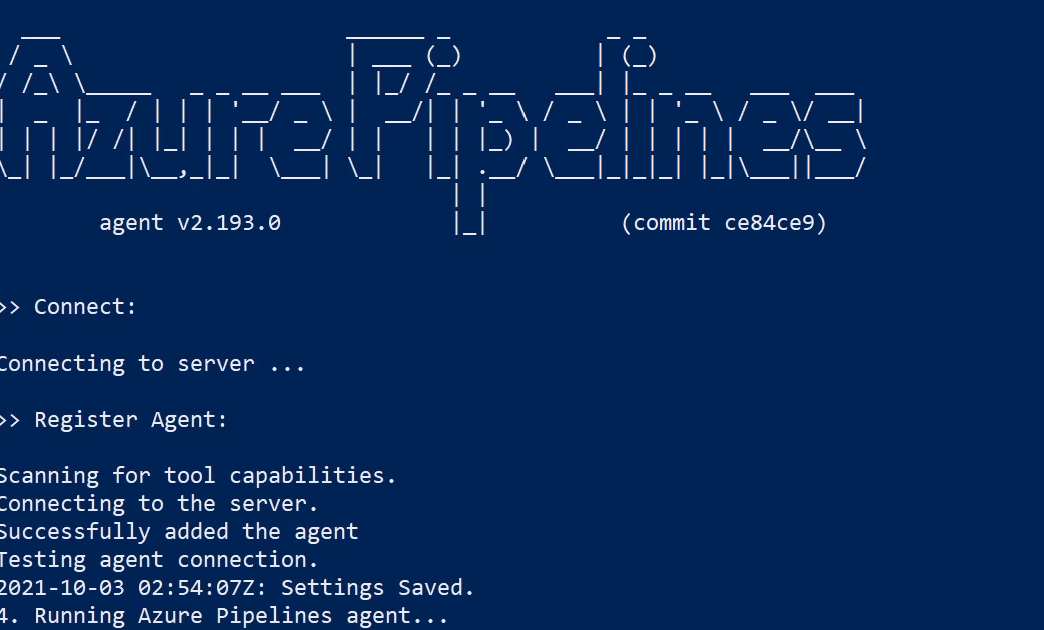 Azure Pipelines
agent v2.193.0 (commit ce84ce9)
>> Connect:
Connecting to server ...
>> Register Agent:
Scanning for tool capabilities.
Connecting to the server.
Successfully added the agent
Testing agent connection.
2021-10-03 02:54:07Z: Settings Saved.
4. Running Azure Pipelines agent...